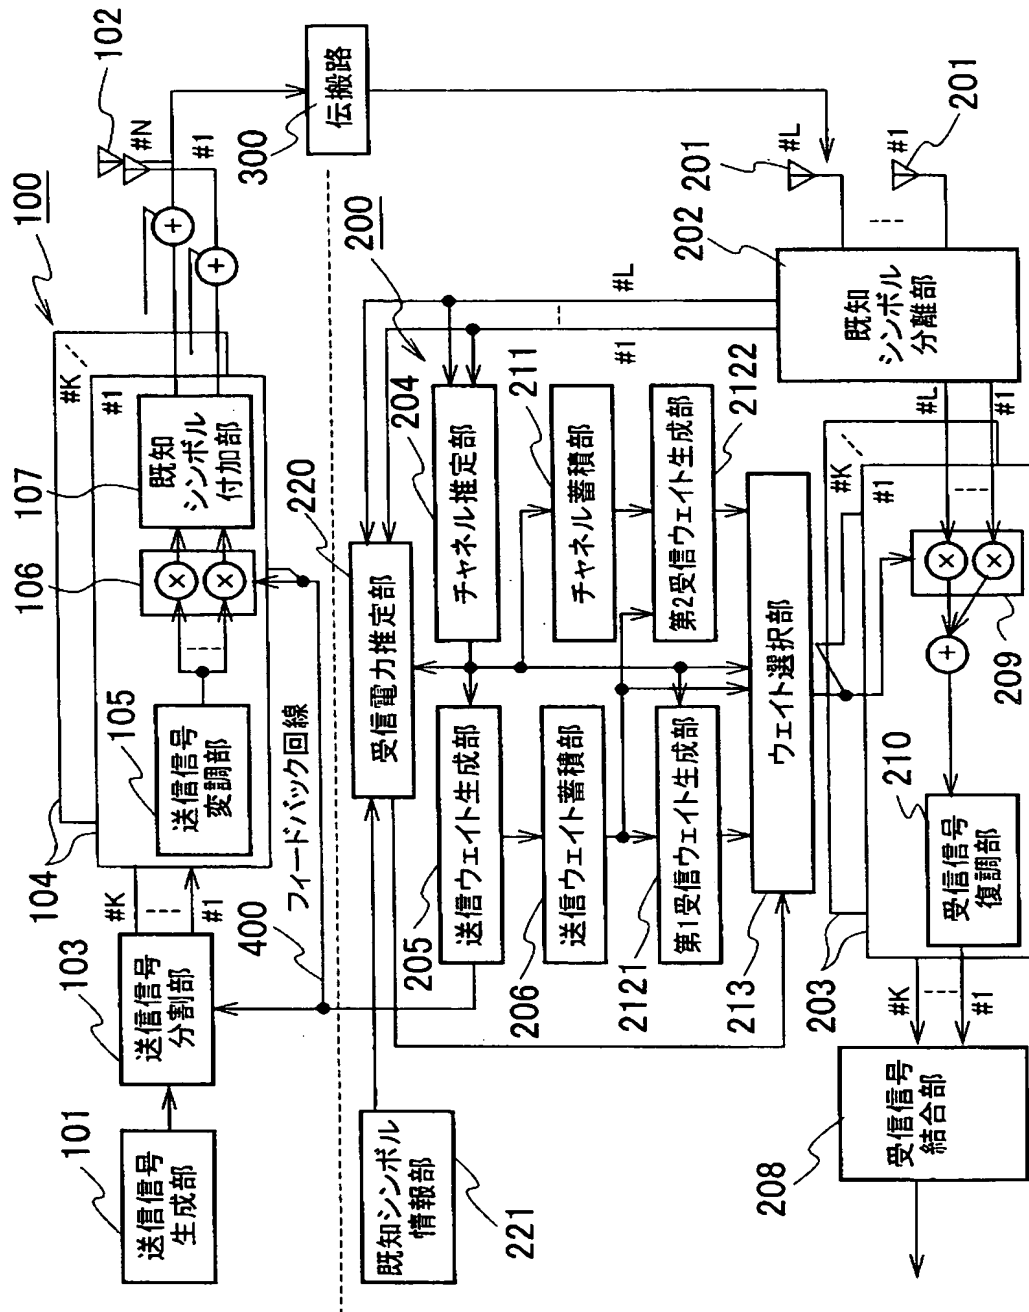 100
102
#N
#1
101
送信信号
生成部
103
送信信号
分割部
#K
#1
104
#K
#1
105
送信信号
変調部
106
107
既知
シンボル
付加部
300
伝搬路
400
フィードバック回線
200
220
受信電力推定部
221
既知シンボル
情報部
204
チャネル推定部
205
送信ウェイト生成部
206
送信ウェイト蓄積部
211
チャネル蓄積部
2121
第1受信ウェイト生成部
2122
第2受信ウェイト生成部
213
ウェイト選択部
#L
#1
201
#L
#1
201
202
既知
シンボル
分離部
#L
#1
203
#K
#1
209
210
受信信号
復調部
#K
#1
208
受信信号
結合部